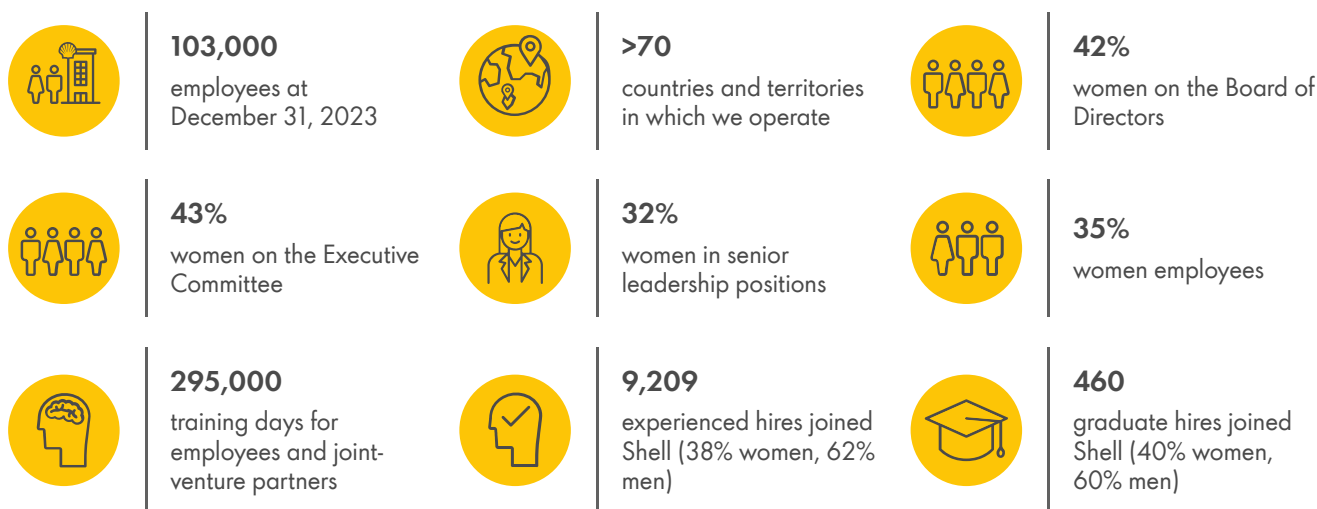 103,000
employees at
December 31, 2023
>70
countries and territories
in which we operate
42%
women on the Board of
Directors
43%
women on the Executive
Committee
32%
women in senior
leadership positions
35%
women employees
295,000
training days for
employees and joint-
venture partners
9,209
experienced hires joined
Shell (38% women, 62%
men)
460
graduate hires joined
Shell (40% women,
60% men)